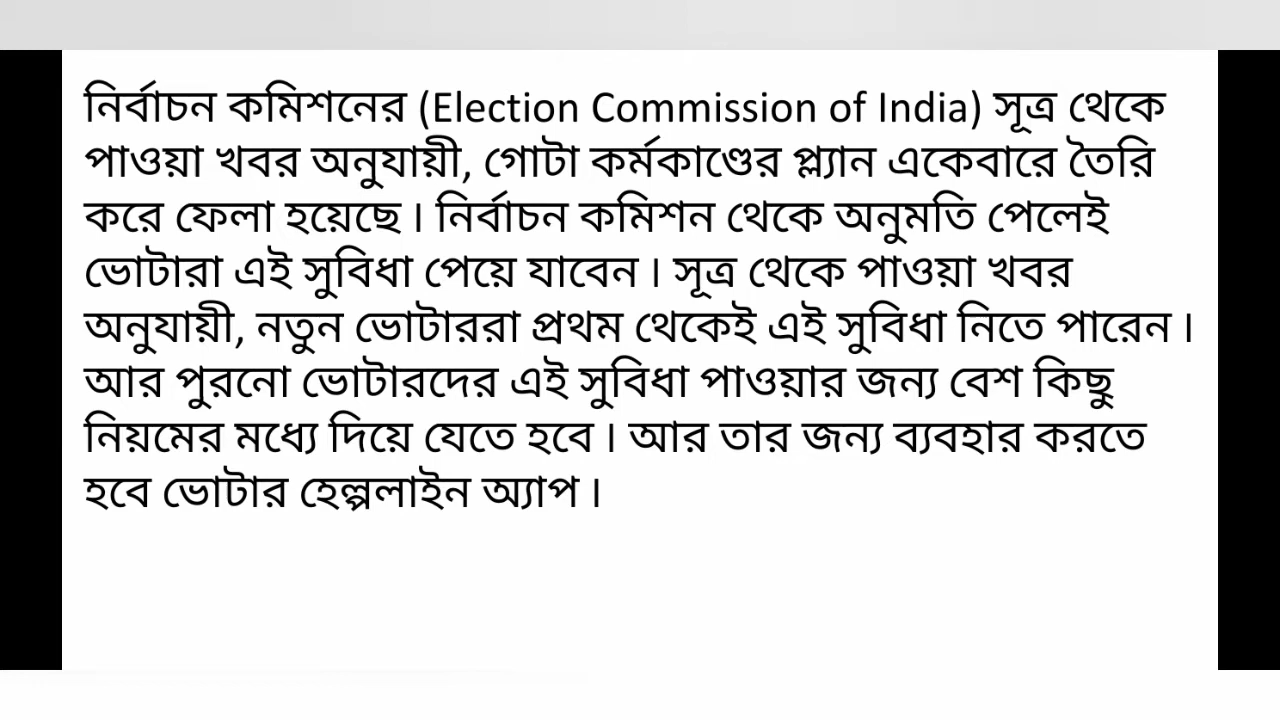 নির্বাচন কমিশনের (Election Commission of India) সূত্র থেকে
পাওয়া খবর অনুযায়ী, গোটা কর্মকাণ্ডের প্ল্যান একেবারে তৈরি
করে ফেলা হয়েছে। নির্বাচন কমিশন থেকে অনুমতি পেলেই
ভোটারা এই সুবিধা পেয়ে যাবেন। সূত্র থেকে পাওয়া খবর
অনুযায়ী, নতুন ভোটাররা প্রথম থেকেই এই সুবিধা নিতে পারেন।
আর পুরনো ভোটারদের এই সুবিধা পাওয়ার জন্য বেশ কিছু
নিয়মের মধ্যে দিয়ে যেতে হবে। আর তার জন্য ব্যবহার করতে
হবে ভোটার হেল্পলাইন অ্যাপ।